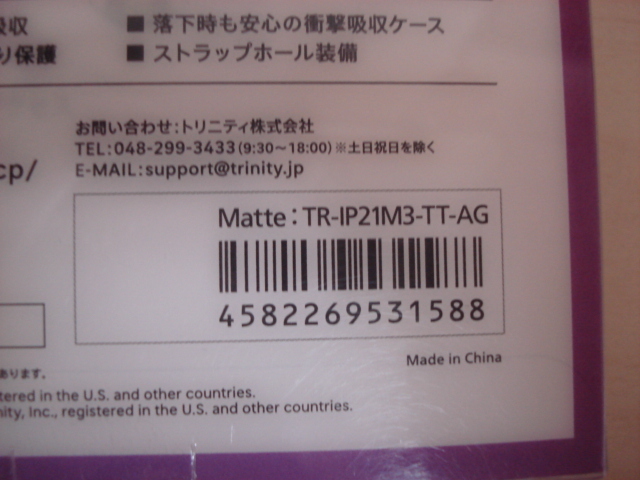 吸収
■ 落下時も安心の衝撃吸収ケース
り保護
■ ストラップホール装備
お問い合わせ：トリニティ株式会社
TEL：048-299-3433（9:30～18:00）※土日祝日を除く
cp/
E-MAIL：support@trinity.jp
Matte：TR-IP21M3-TT-AG
4582269531588
Made in China
あります。
tered in the U.S. and other countries.
nity, Inc., registered in the U.S. and other countries.